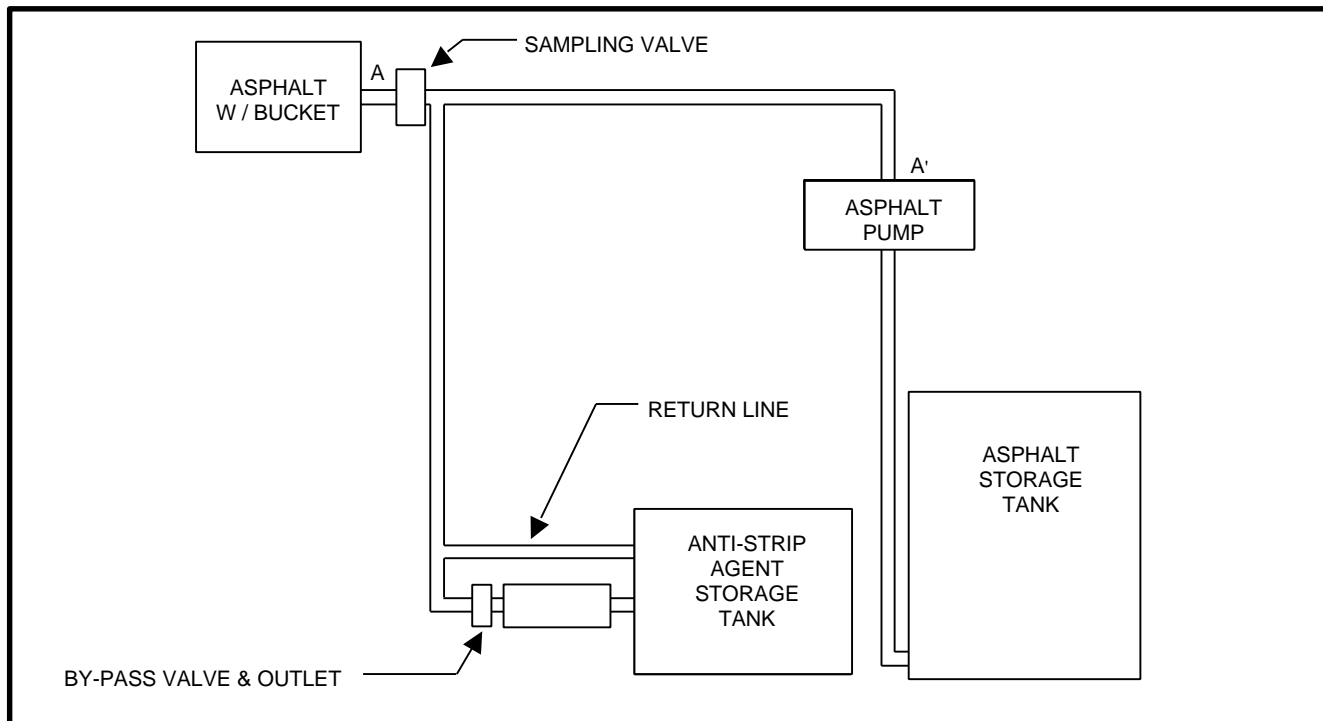 SAMPLING VALVE
A
ASPHALT
W / BUCKET
A'
ASPHALT
PUMP
RETURN LINE
ASPHALT
STORAGE
TANK
ANTI-STRIP
AGENT
STORAGE
TANK
BY-PASS VALVE & OUTLET